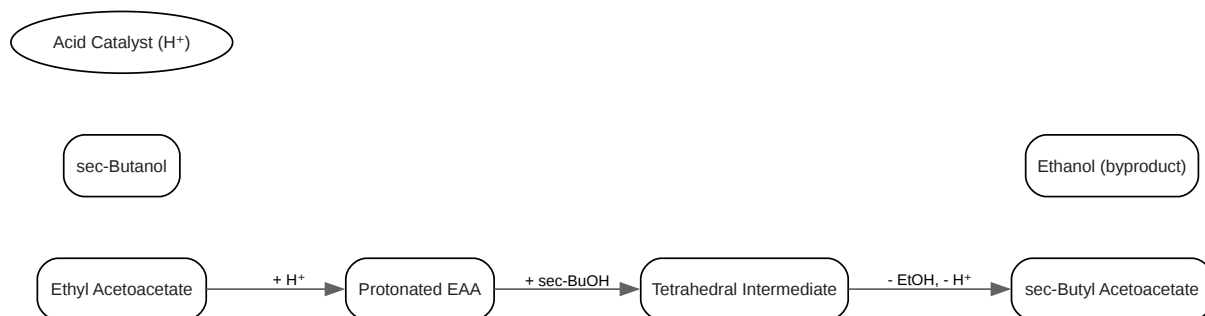 Acid Catalyst (H⁺)
sec-Butanol
Ethanol (byproduct)
Ethyl Acetoacetate
+ H⁺
Protonated EAA
+ sec-BuOH
Tetrahedral Intermediate
- EtOH, - H⁺
sec-Butyl Acetoacetate